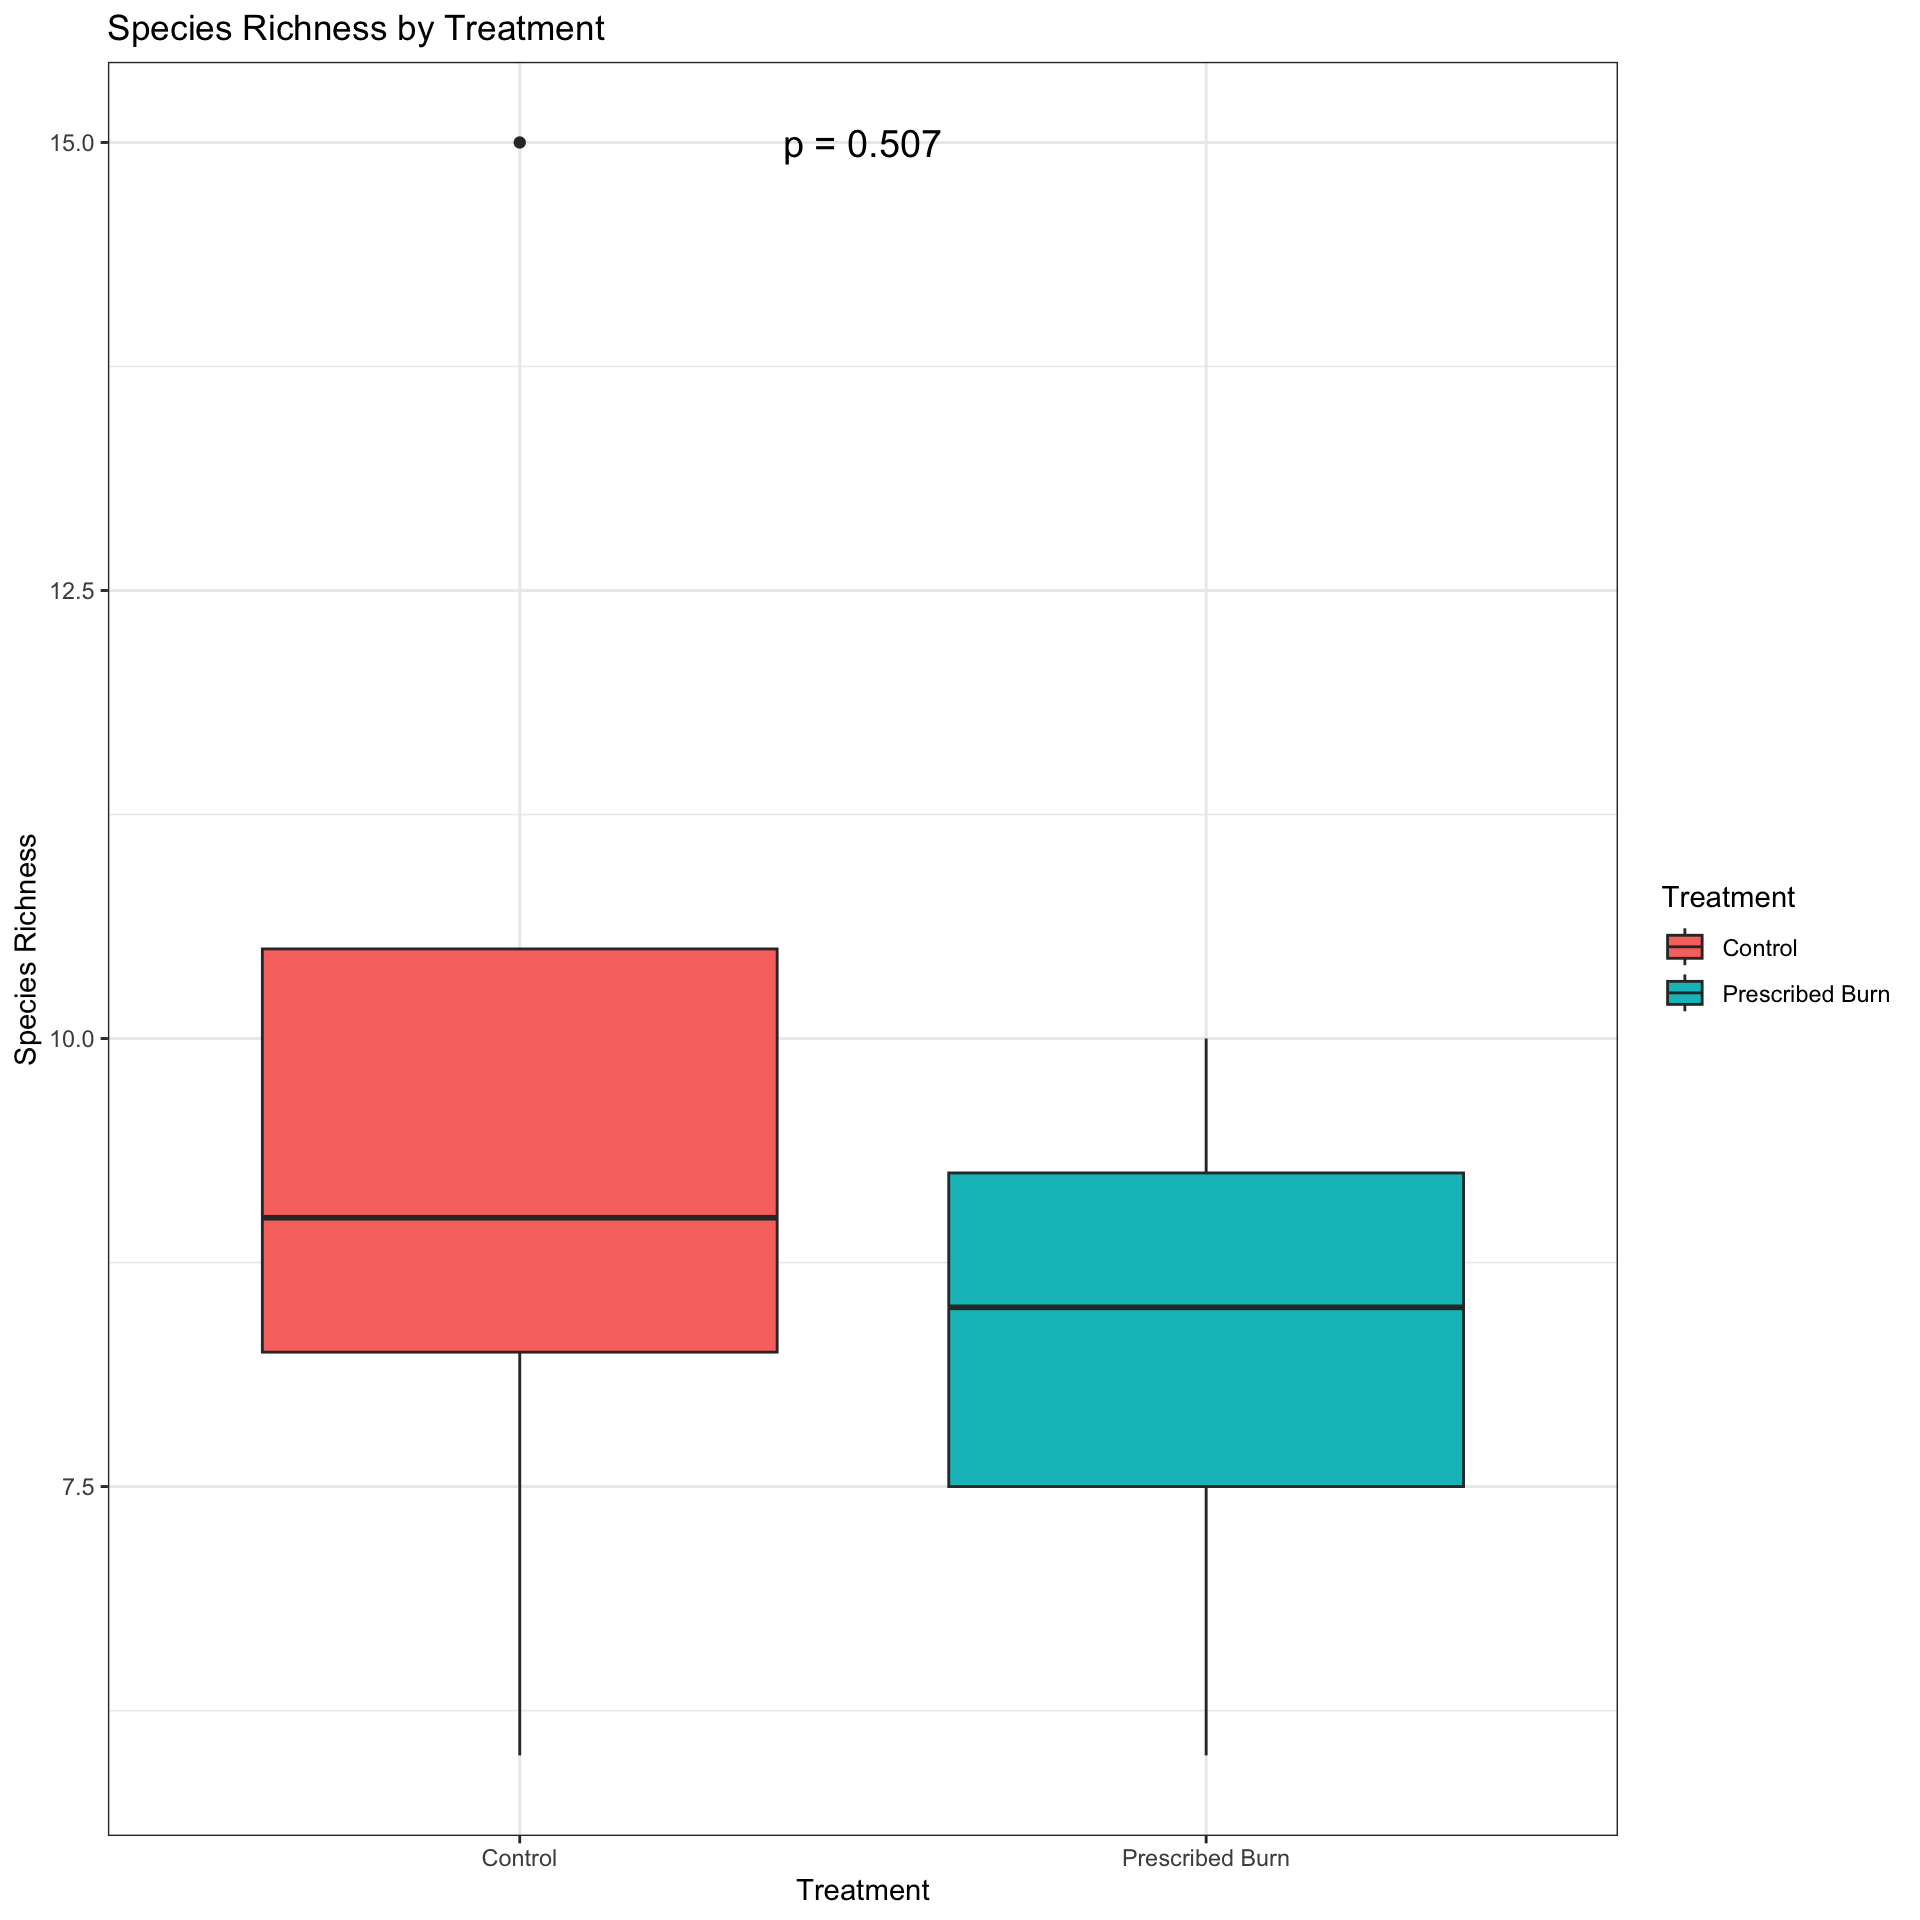 Species Richness by Treatment
p = 0.507
15.0
12.5
10.0
7.5
Species Richness
Control
Prescribed Burn
Treatment
Treatment
Control
Prescribed Burn